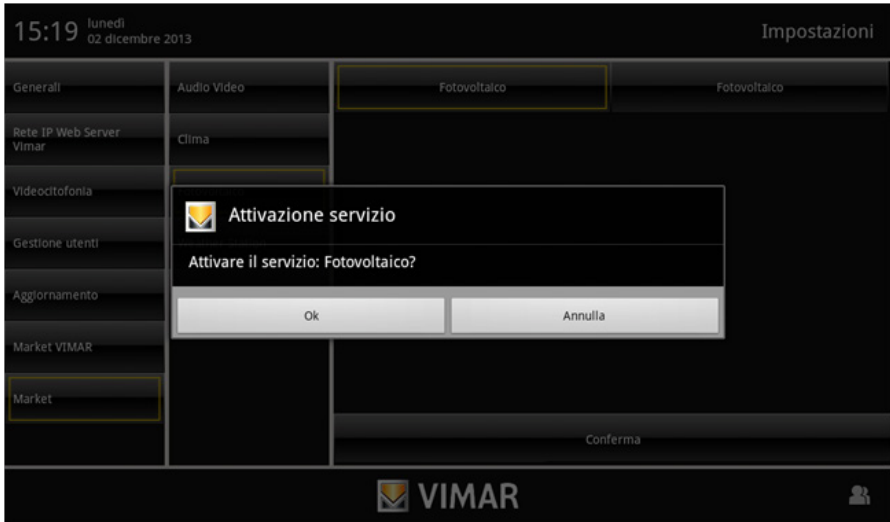 15:19
lunedì
02 dicembre 2013
Impostazioni
Generali
Audio Video
Fotovoltaico
Fotovoltaico
Rete IP Web Server
Vimar
Clima
Videocitofonia
Gestione utenti
Aggiornamento
Market VIMAR
Market
Attivazione servizio
Attivare il servizio: Fotovoltaico?
Ok
Annulla
Conferma
VIMAR